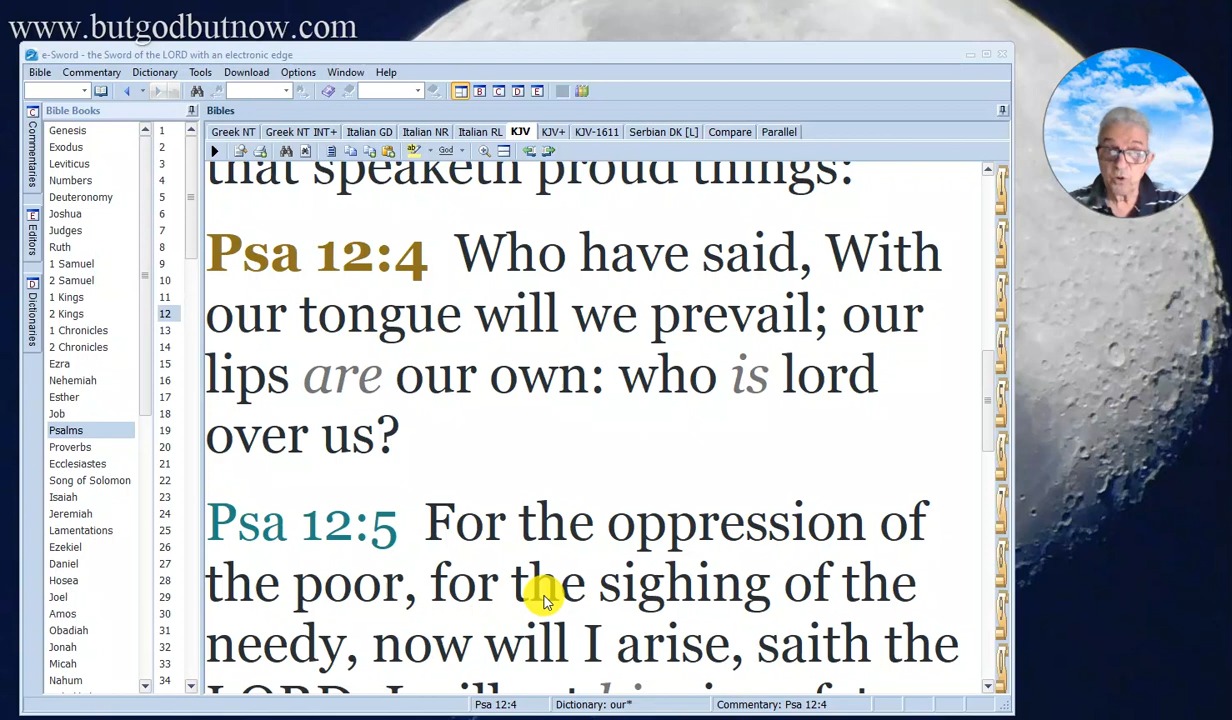 www.butgodbutnow.com
e-Sword - the Sword of the LORD with an electronic edge
Bible Commentary Dictionary Tools Download Options Window Help
Bible Books
Bibles
Greek NT Greek NT INT+ Italian GD Italian NR Italian RL KJV KJV+ KJV-1611 Serbian DK [L] Compare Parallel
Commentaries
Editors
Dictionaries
Genesis
Exodus
Leviticus
Numbers
Deuteronomy
Joshua
Judges
Ruth
1 Samuel
2 Samuel
1 Kings
2 Kings
1 Chronicles
2 Chronicles
Ezra
Nehemiah
Esther
Job
Psalms
Proverbs
Ecclesiastes
Song of Solomon
Isaiah
Jeremiah
Lamentations
Ezekiel
Daniel
Hosea
Joel
Amos
Obadiah
Jonah
Micah
Nahum
1
2
3
4
5
6
7
8
9
10
11
12
13
14
15
16
17
18
19
20
21
22
23
24
25
26
27
28
29
30
31
32
33
34
that speaketh proud things:
Psa 12:4 Who have said, With
our tongue will we prevail; our
lips are our own: who is lord
over us?
Psa 12:5 For the oppression of
the poor, for the sighing of the
needy, now will I arise, saith the
Psa 12:4 Dictionary: our* Commentary: Psa 12:4